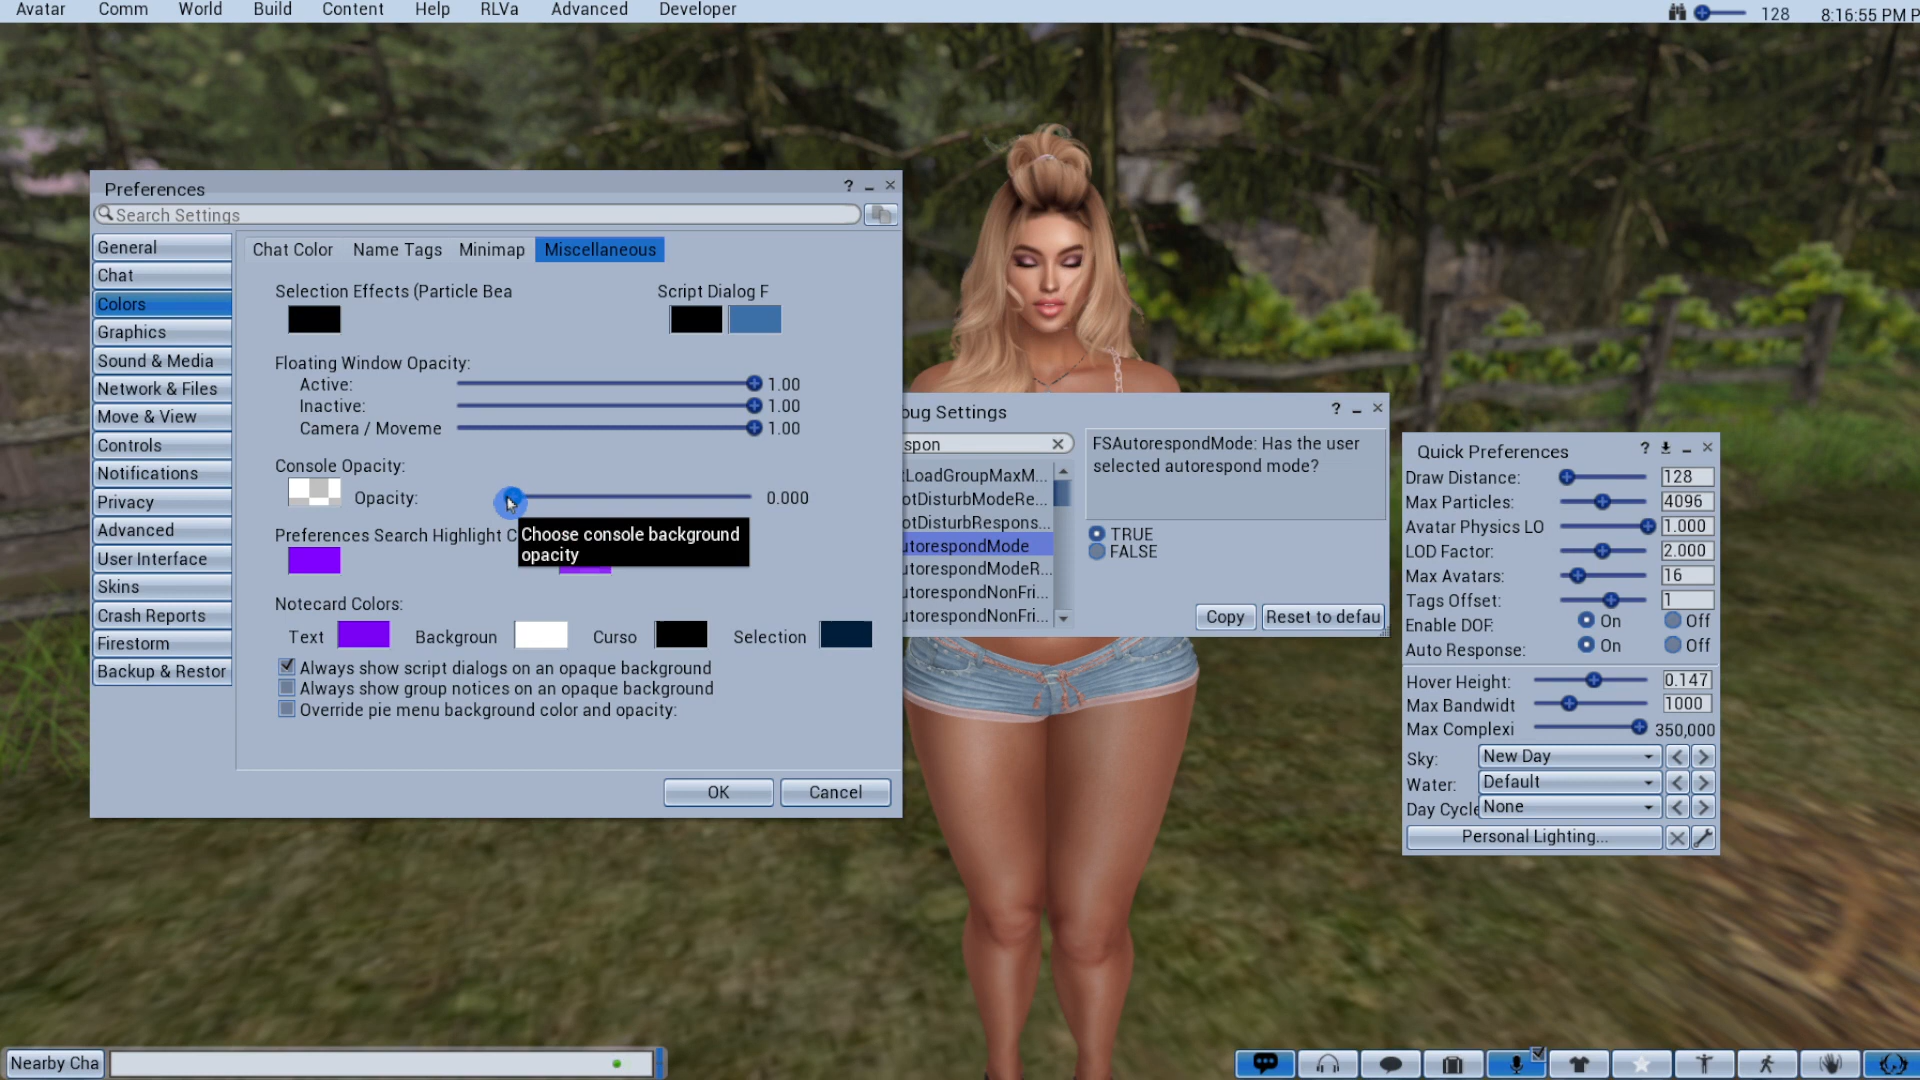 Avatar Comm World Build Content Help RLVa Advanced Developer 128 8:16:55 PM P
Preferences
Search Settings
General
Chat
Colors
Graphics
Sound & Media
Network & Files
Move & View
Controls
Notifications
Privacy
Advanced
User Interface
Skins
Crash Reports
Firestorm
Backup & Restor
Chat Color Name Tags Minimap Miscellaneous
Selection Effects (Particle Bea Script Dialog F
Floating Window Opacity:
Active: 1.00
Inactive: 1.00
Camera / Moveme 1.00
Console Opacity:
Opacity: 0.000
Preferences Search Highlight C
Choose console background
opacity
Notecard Colors:
Text Backgroun Curso Selection
Always show script dialogs on an opaque background
Always show group notices on an opaque background
Override pie menu background color and opacity:
OK Cancel
bug Settings
spon
tLoadGroupMaxM...
otDisturbModeRe...
otDisturbRespons...
utorespondMode
utorespondModeR...
utorespondNonFri...
utorespondNonFri...
FSAutorespondMode: Has the user
selected autorespond mode?
TRUE
FALSE
Copy Reset to defau
Quick Preferences
Draw Distance: 128
Max Particles: 4096
Avatar Physics LO 1.000
LOD Factor: 2.000
Max Avatars: 16
Tags Offset: 1
Enable DOF: On Off
Auto Response: On Off
Hover Height: 0.147
Max Bandwidt 1000
Max Complexi 350,000
Sky: New Day
Water: Default
Day Cycle None
Personal Lighting...
Nearby Cha